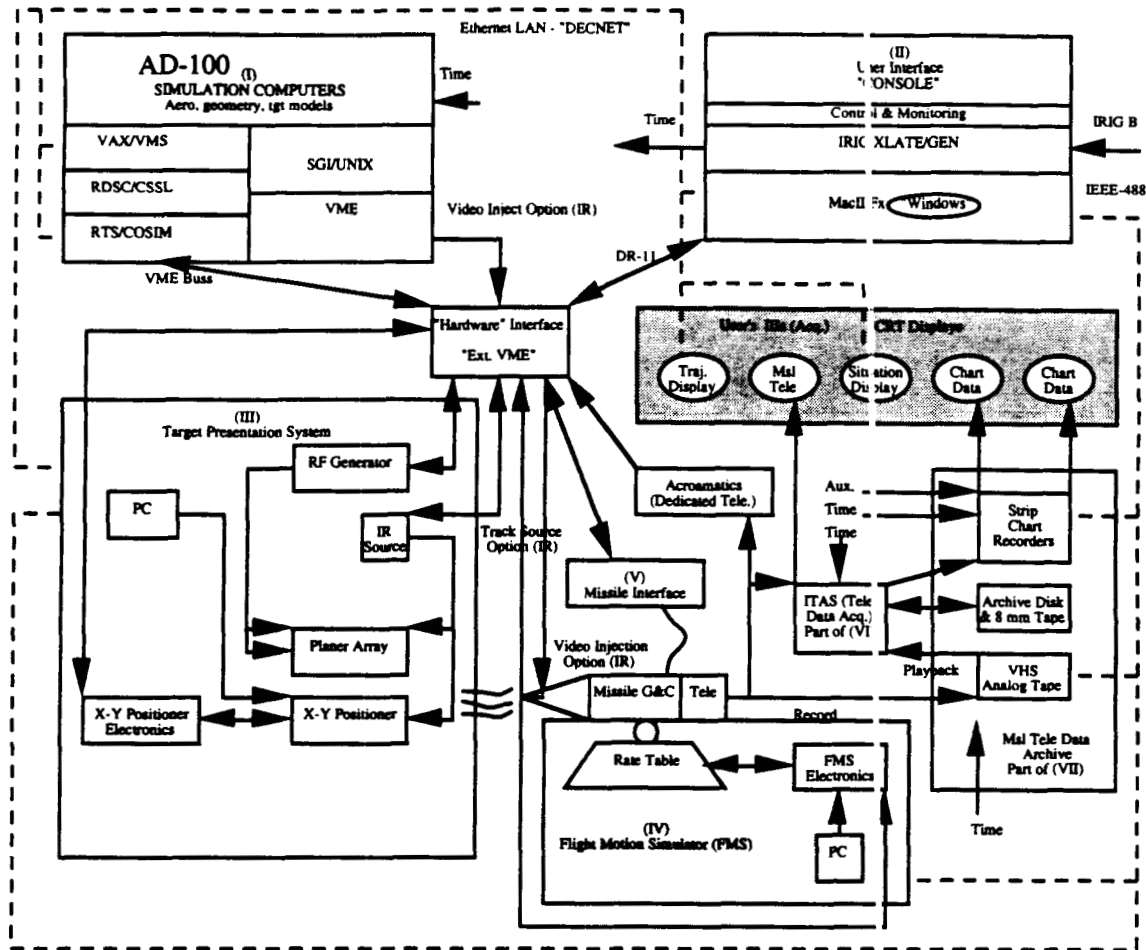 Ethernet LAN - "DECNET"
AD-100 (I)
SIMULATION COMPUTERS
Aero, geometry, tgt models
Time
VAX/VMS
SGI/UNIX
RDSC/CSSL
VME
RTS/COSIM
VME Buss
Video Inject Option (IR)
(II)
User Interface
"CONSOLE"
Control & Monitoring
Time
IRIG B
IRIG XLATE/GEN
IEEE-488
MacII Fx Windows
DR-11
"Hardware" Interface
"Ext. VME"
CRT Displays
Traj. Display
Msl Tele
Situation Display
Chart Data
Chart Data
(III)
Target Presentation System
RF Generator
PC
IR Source
Track Source
Option (IR)
Planer Array
X-Y Positioner Electronics
X-Y Positioner
Acroamatics
(Dedicated Tele.)
(V)
Missile Interface
Video Injection
Option (IR)
Missile G&C
Tele
Record
Rate Table
FMS Electronics
(IV)
Flight Motion Simulator (FMS)
PC
Aux.
Time
Time
Strip Chart Recorders
ITAS (Tele
Data Acq.)
Part of (VI
Archive Disk
& 8 mm Tape
Playback
VHS
Analog Tape
Msl Tele Data
Archive
Part of (VII)
Time